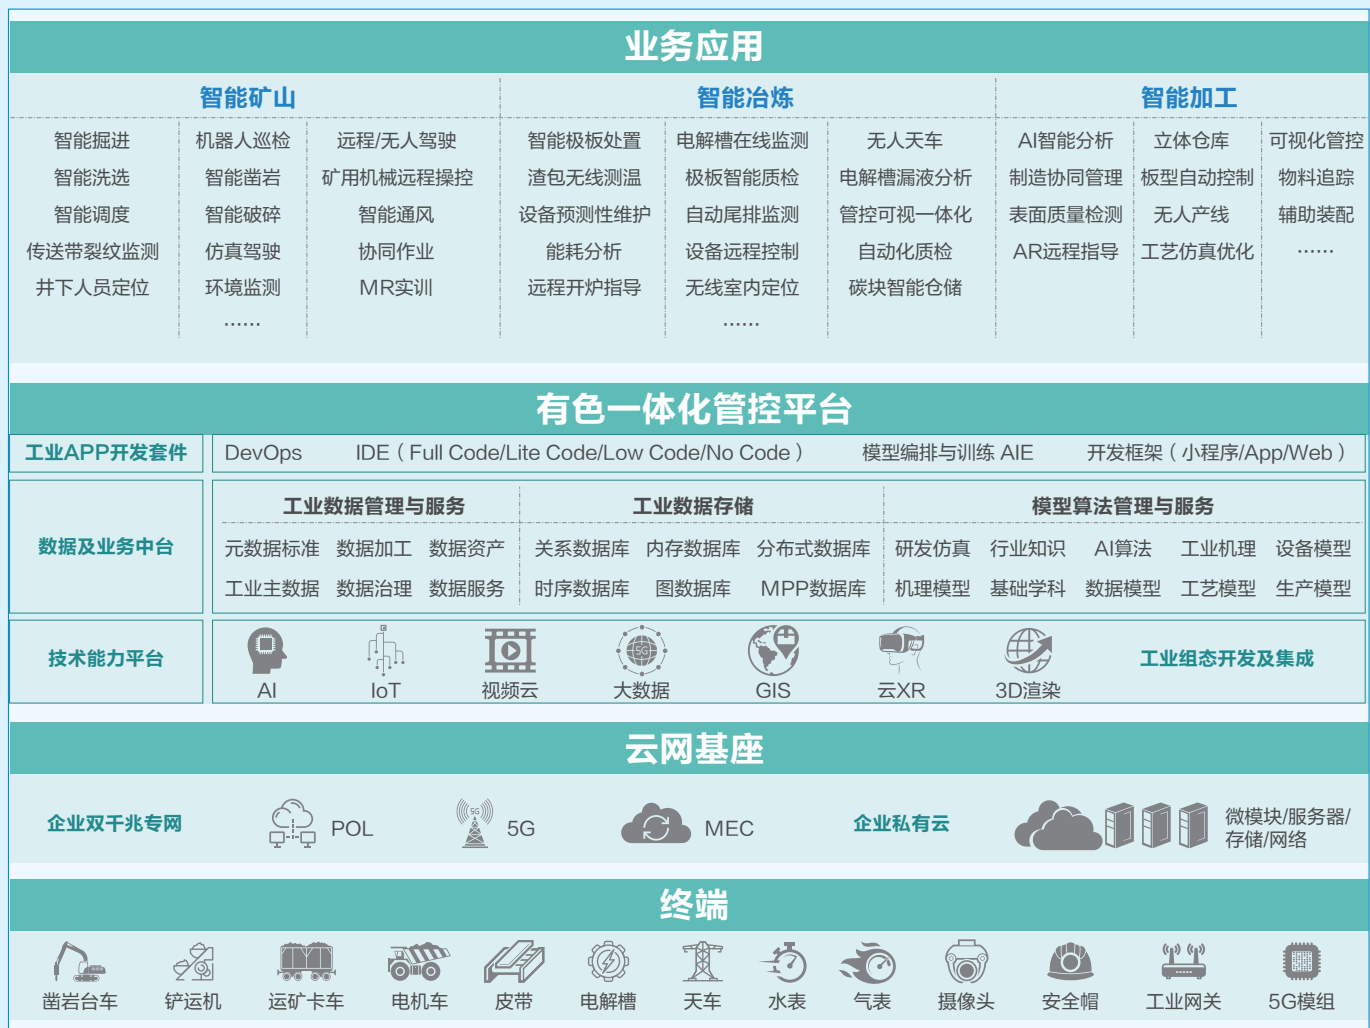 业务应用
智能矿山 智能冶炼 智能加工
智能掘进 机器人巡检 远程/无人驾驶 智能极板处置 电解槽在线监测 无人天车 AI智能分析 立体仓库 可视化管控
智能洗选 智能凿岩 矿用机械远程操控 渣包无线测温 极板智能质检 电解槽漏液分析 制造协同管理 板型自动控制 物料追踪
智能调度 智能破碎 智能通风 设备预测性维护 自动尾排监测 管控可视一体化 表面质量检测 无人产线 辅助装配
传送带裂纹监测 仿真驾驶 协同作业 能耗分析 设备远程控制 自动化质检 AR远程指导 工艺仿真优化 ……
井下人员定位 环境监测 MR实训 远程开炉指导 无线室内定位 碳块智能仓储
…… ……
有色一体化管控平台
工业APP开发套件 DevOps IDE（Full Code/Lite Code/Low Code/No Code） 模型编排与训练 AIE 开发框架（小程序/App/Web）
工业数据管理与服务 工业数据存储 模型算法管理与服务
数据及业务中台 元数据标准 数据加工 数据资产 关系数据库 内存数据库 分布式数据库 研发仿真 行业知识 AI算法 工业机理 设备模型
工业主数据 数据治理 数据服务 时序数据库 图数据库 MPP数据库 机理模型 基础学科 数据模型 工艺模型 生产模型
5G
技术能力平台 工业组态开发及集成
AI IoT 视频云 大数据 GIS 云XR 3D渲染
云网基座
5G
企业双千兆专网 POL 5G MEC 企业私有云 微模块/服务器/
存储/网络
终端
凿岩台车 铲运机 运矿卡车 电机车 皮带 电解槽 天车 水表 气表 摄像头 安全帽 工业网关 5G模组